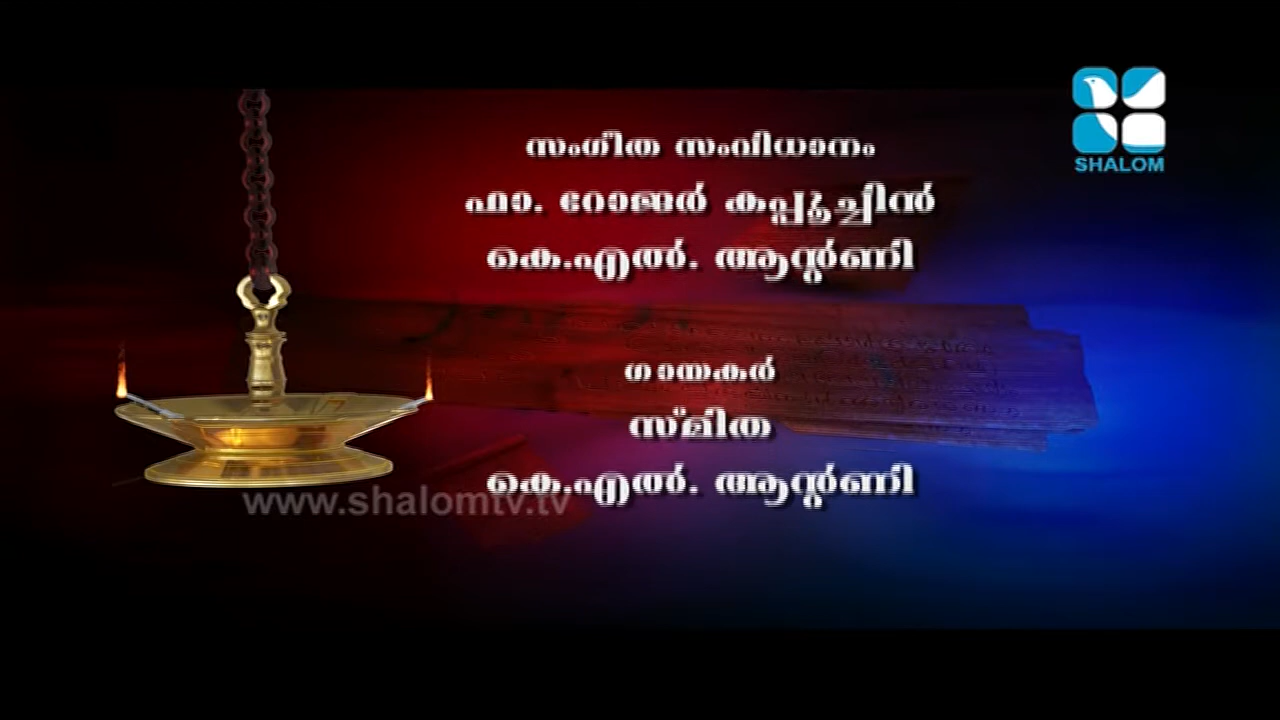 SHALOM
സംഗീത സംവിധാനം
ഫാ. റോജർ കപ്പൂച്ചിൻ
കെ.എൽ. ആന്റണി
ഗായകർ
സ്മിത
കെ.എൽ. ആന്റണി
www.shalomtv.tv